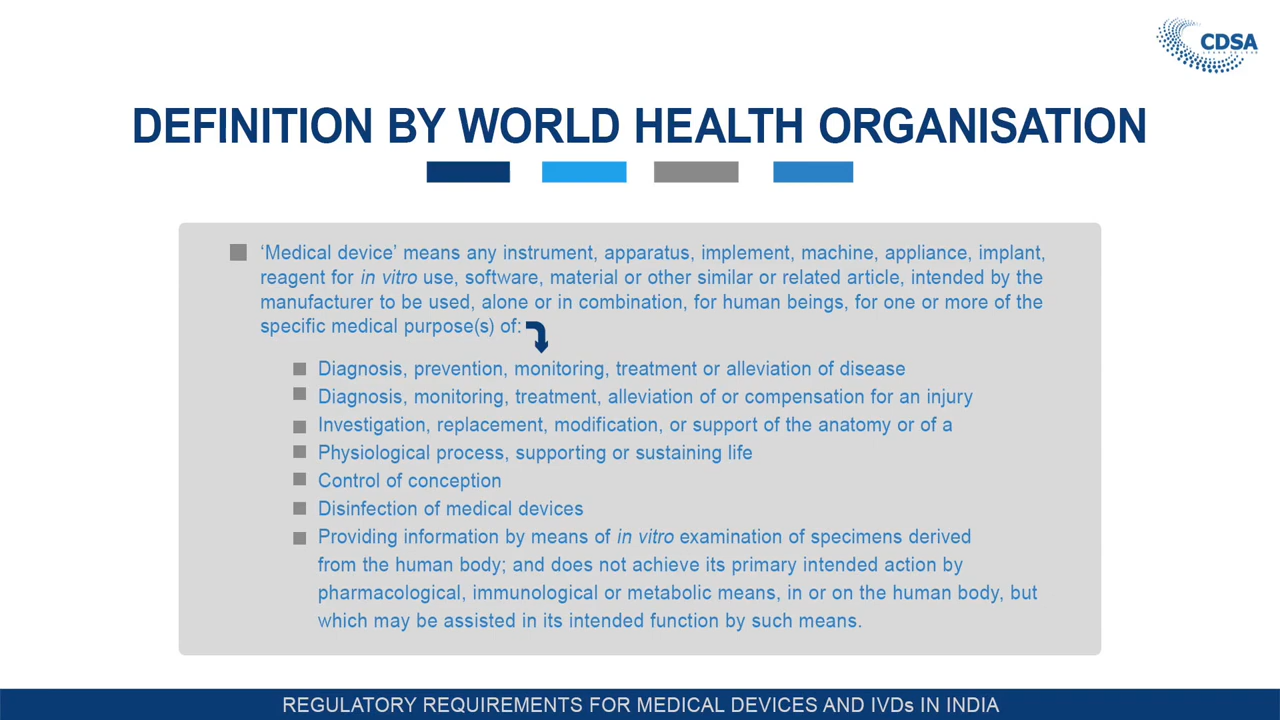 CDSA
DEFINITION BY WORLD HEALTH ORGANISATION
‘Medical device’ means any instrument, apparatus, implement, machine, appliance, implant,
reagent for in vitro use, software, material or other similar or related article, intended by the
manufacturer to be used, alone or in combination, for human beings, for one or more of the
specific medical purpose(s) of:
Diagnosis, prevention, monitoring, treatment or alleviation of disease
Diagnosis, monitoring, treatment, alleviation of or compensation for an injury
Investigation, replacement, modification, or support of the anatomy or of a
Physiological process, supporting or sustaining life
Control of conception
Disinfection of medical devices
Providing information by means of in vitro examination of specimens derived
from the human body; and does not achieve its primary intended action by
pharmacological, immunological or metabolic means, in or on the human body, but
which may be assisted in its intended function by such means.
REGULATORY REQUIREMENTS FOR MEDICAL DEVICES AND IVDs IN INDIA